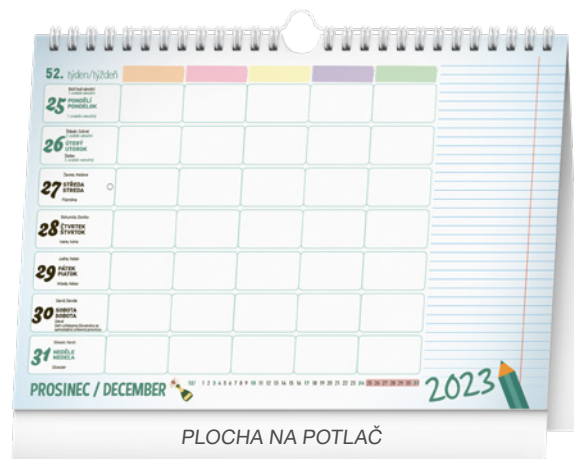 52. týden/týždeň
25 PONDĚLÍ
PONDELOK
26 ÚTERÝ
UTOROK
27 STŘEDA
STREDA
28 ČTVRTEK
ŠTVRTOK
29 PÁTEK
PIATOK
30 SOBOTA
SOBOTA
31 NEDĚLE
NEDEĽA
PROSINEC / DECEMBER
1 2 3 4 5 6 7 8 9 10 11 12 13 14 15 16 17 18 19 20 21 22 23 24 25 26 27 28 29 30 31
2023
PLOCHA NA POTLAČ